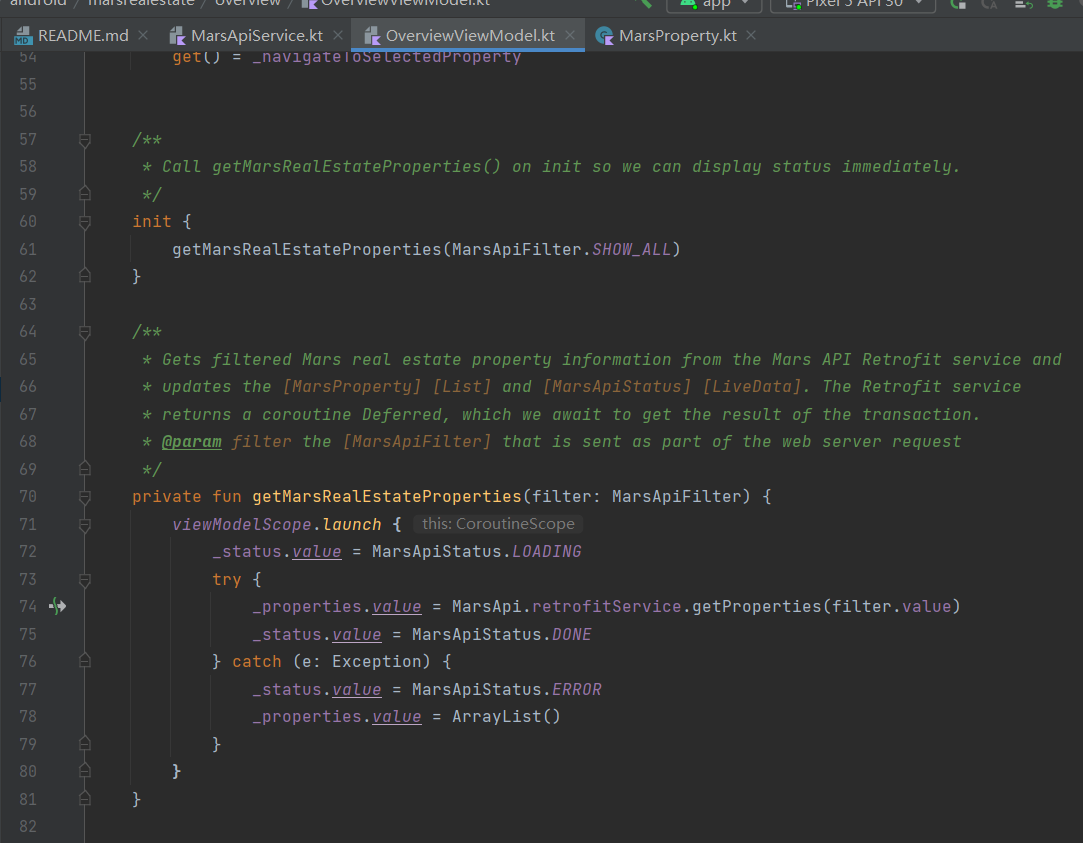 android / marsrealestate / overview / OverviewViewModel.kt app Pixel 5 API 30
README.md MarsApiService.kt OverviewViewModel.kt MarsProperty.kt
54 get() = _navigateToSelectedProperty
55
56
57 /**
58 * Call getMarsRealEstateProperties() on init so we can display status immediately.
59 */
60 init {
61 getMarsRealEstateProperties(MarsApiFilter.SHOW_ALL)
62 }
63
64 /**
65 * Gets filtered Mars real estate property information from the Mars API Retrofit service and
66 * updates the [MarsProperty] [List] and [MarsApiStatus] [LiveData]. The Retrofit service
67 * returns a coroutine Deferred, which we await to get the result of the transaction.
68 * @param filter the [MarsApiFilter] that is sent as part of the web server request
69 */
70 private fun getMarsRealEstateProperties(filter: MarsApiFilter) {
71 viewModelScope.launch { this: CoroutineScope
72 _status.value = MarsApiStatus.LOADING
73 try {
74 _properties.value = MarsApi.retrofitService.getProperties(filter.value)
75 _status.value = MarsApiStatus.DONE
76 } catch (e: Exception) {
77 _status.value = MarsApiStatus.ERROR
78 _properties.value = ArrayList()
79 }
80 }
81 }
82